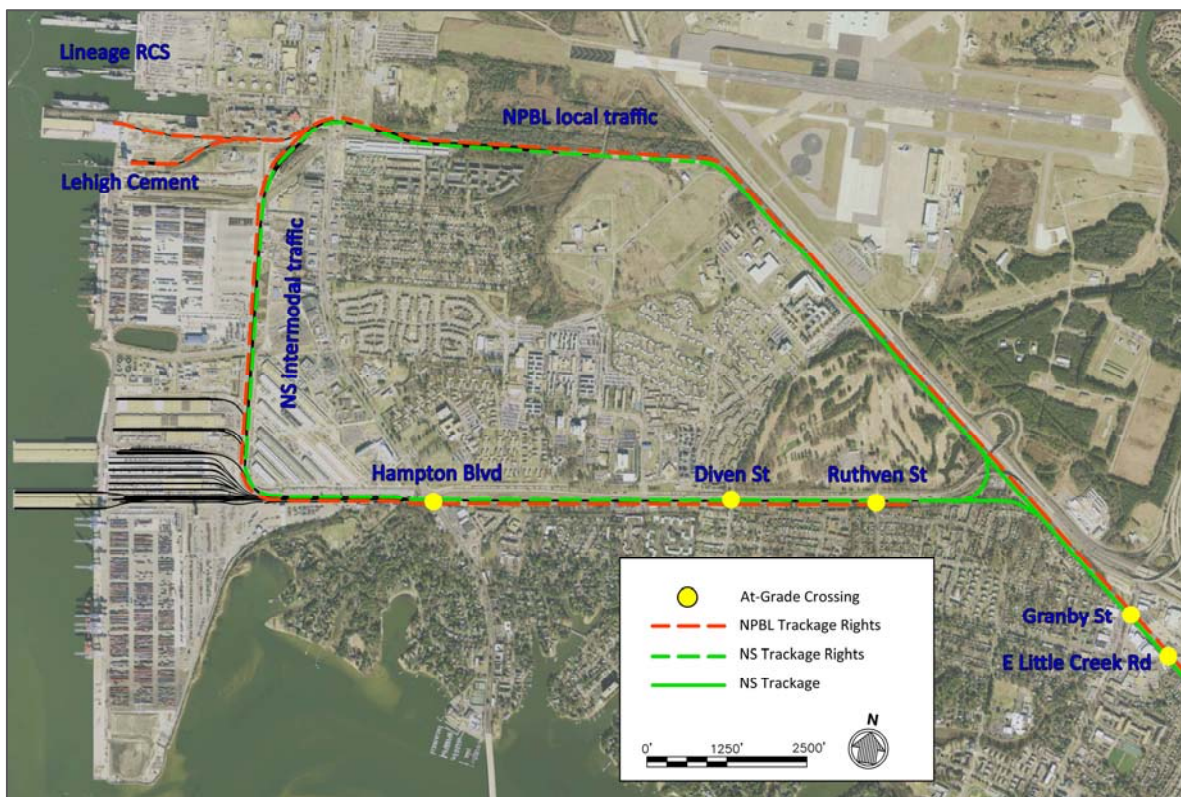 Lineage RCS
NPBL local traffic
Lehigh Cement
NS intermodal traffic
Hampton Blvd
Diven St
Ruthven St
At-Grade Crossing
NPBL Trackage Rights
NS Trackage Rights
NS Trackage
Granby St
E Little Creek Rd
N
0' 1250' 2500'